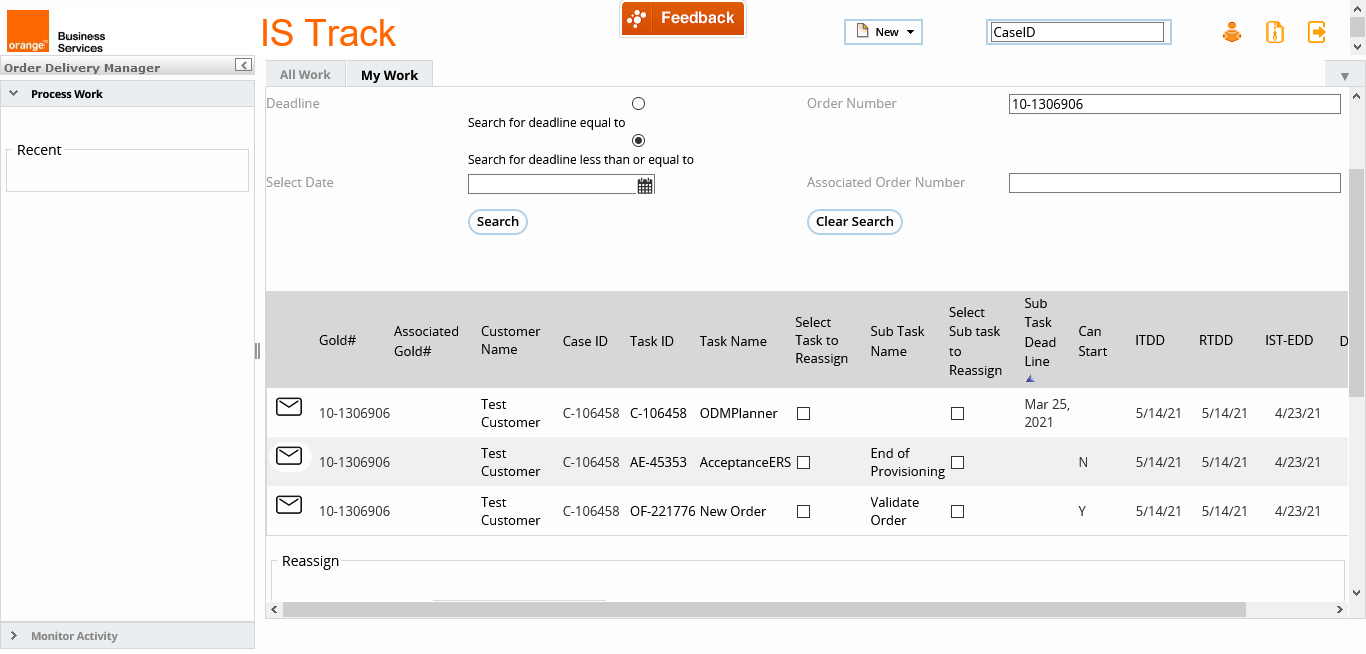 orange™
Business
Services
IS Track
Feedback
New
CaseID
Order Delivery Manager
Process Work
Recent
Monitor Activity
All Work
My Work
Deadline
Search for deadline equal to
Search for deadline less than or equal to
Order Number
10-1306906
Select Date
Associated Order Number
Search
Clear Search
Gold#
Associated
Gold#
Customer
Name
Case ID
Task ID
Task Name
Select
Task to
Reassign
Sub Task
Name
Select
Sub task
to
Reassign
Sub
Task
Dead
Line
Can
Start
ITDD
RTDD
IST-EDD
D
10-1306906
Test
Customer
C-106458
C-106458
ODMPlanner
Mar 25,
2021
5/14/21
5/14/21
4/23/21
10-1306906
Test
Customer
C-106458
AE-45353
AcceptanceERS
End of
Provisioning
N
5/14/21
5/14/21
4/23/21
10-1306906
Test
Customer
C-106458
OF-221776
New Order
Validate
Order
Y
5/14/21
5/14/21
4/23/21
Reassign